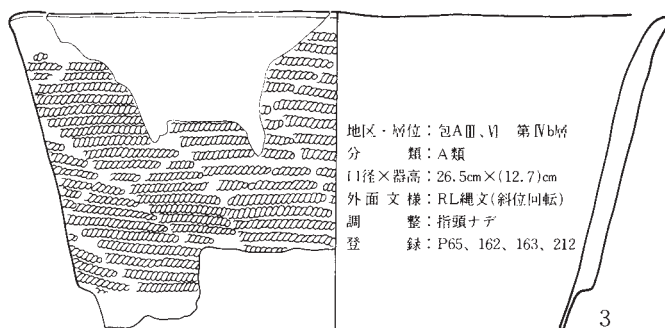 地区・層位：包AⅢ、Ⅵ 第Ⅳb層
分類：A類
口径×器高：26.5cm×(12.7)cm
外面文様：RL縄文(斜位回転)
調整：指頭ナデ
登録：P65、162、163、212
3